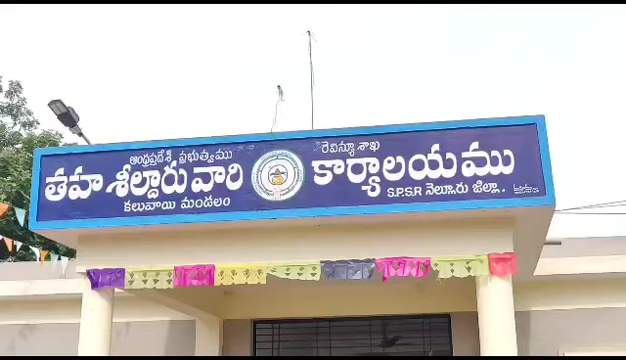 ఆంధ్రప్రదేశ్ ప్రభుత్వము రెవిన్యూ శాఖ
తహశీల్దారు వారి కార్యాలయము
కలువాయి మండలం S.P.S.R నెల్లూరు జిల్లా.